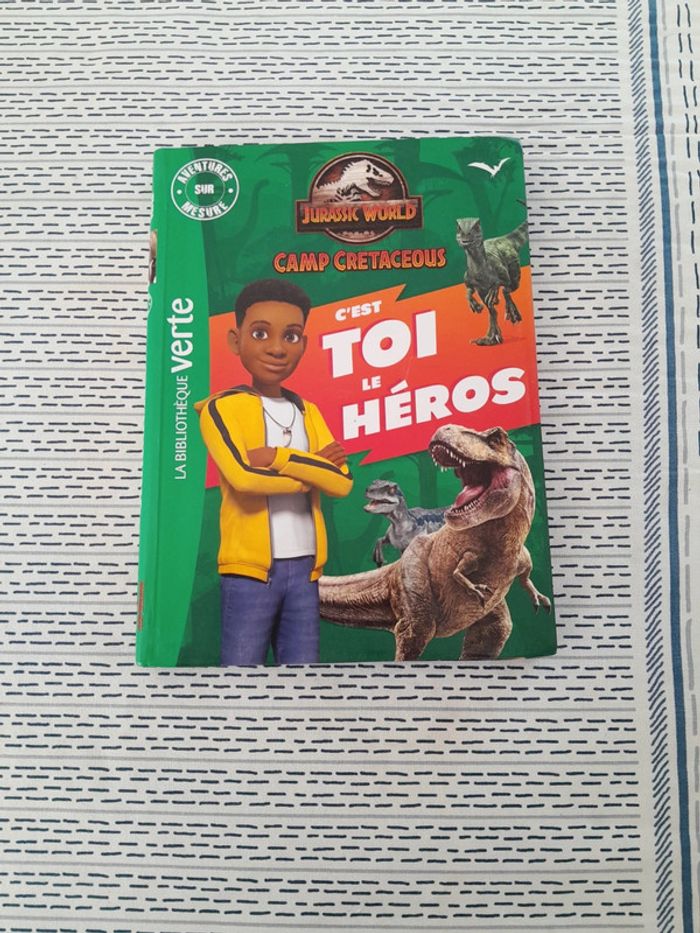 AVENTURES
SUR
MESURE
JURASSIC WORLD
CAMP CRETACEOUS
C'EST
TOI
LE
HÉROS
LA BIBLIOTHÈQUE verte